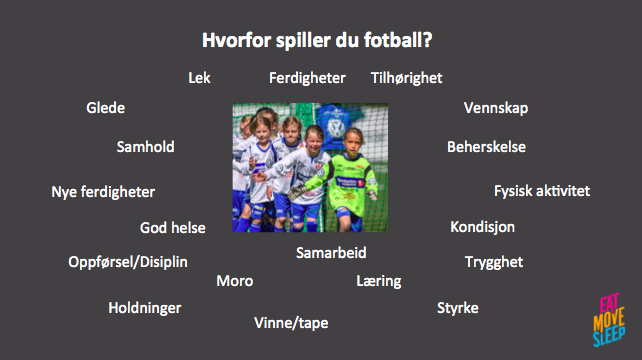 Hvorfor spiller du fotball?
Lek
Ferdigheter
Tilhørighet
Glede
Vennskap
Samhold
Beherskelse
Nye ferdigheter
Fysisk aktivitet
God helse
Kondisjon
Samarbeid
Oppførsel/Disiplin
Trygghet
Moro
Læring
Holdninger
Styrke
Vinne/tape
EAT
MOVE
SLEEP